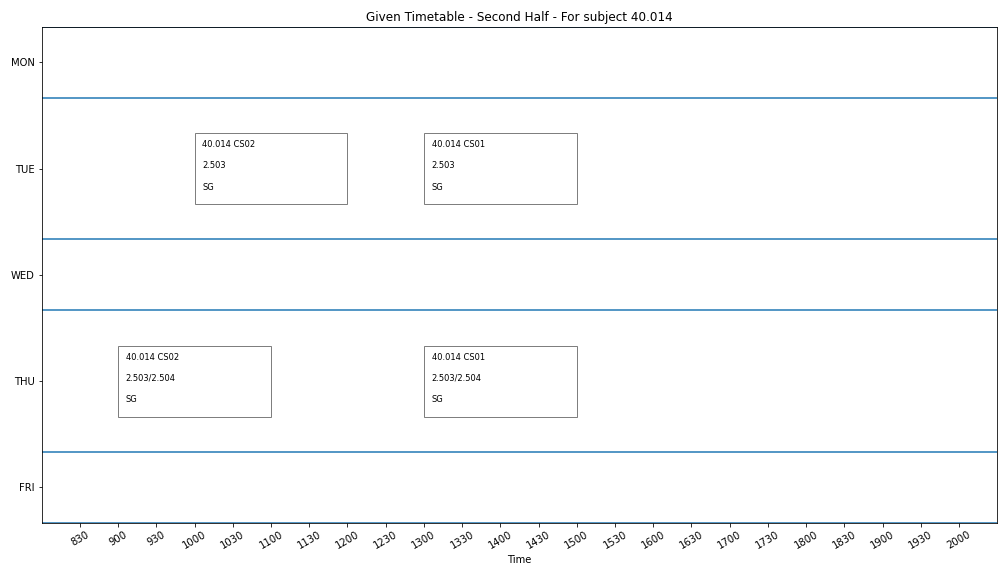 Given Timetable - Second Half - For subject 40.014
MON
TUE
40.014 CS02
2.503
SG
40.014 CS01
2.503
SG
WED
THU
40.014 CS02
2.503/2.504
SG
40.014 CS01
2.503/2.504
SG
FRI
830 900 930 1000 1030 1100 1130 1200 1230 1300 1330 1400 1430 1500 1530 1600 1630 1700 1730 1800 1830 1900 1930 2000
Time